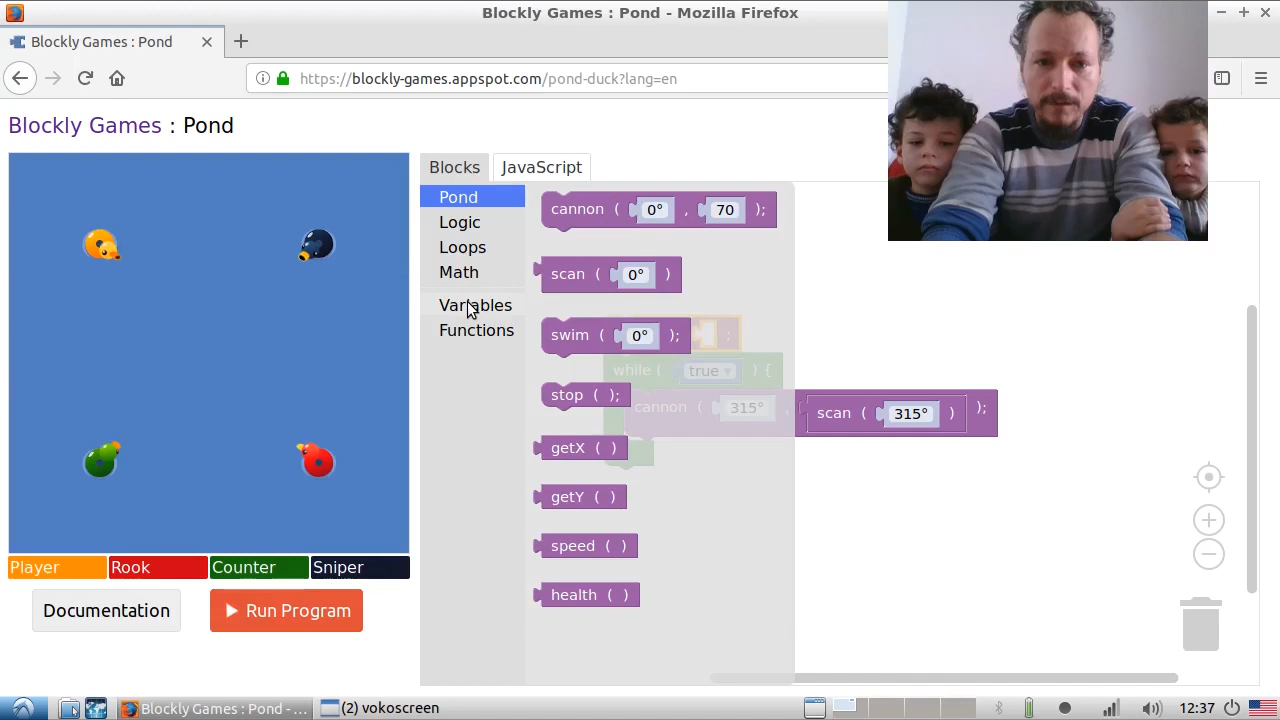 Blockly Games : Pond - Mozilla Firefox
Blockly Games : Pond
https://blockly-games.appspot.com/pond-duck?lang=en
Blockly Games : Pond
Blocks
JavaScript
Pond
Logic
Loops
Math
Variables
Functions
cannon ( 0° , 70 );
scan ( 0° )
swim ( 0° );
stop ( );
getX ( )
getY ( )
speed ( )
health ( )
;
while ( true ▾ ) {
cannon ( 315° , scan ( 315° ) );
Player
Rook
Counter
Sniper
Documentation
Run Program
Blockly Games : Pond - ...
(2) vokoscreen
12:37